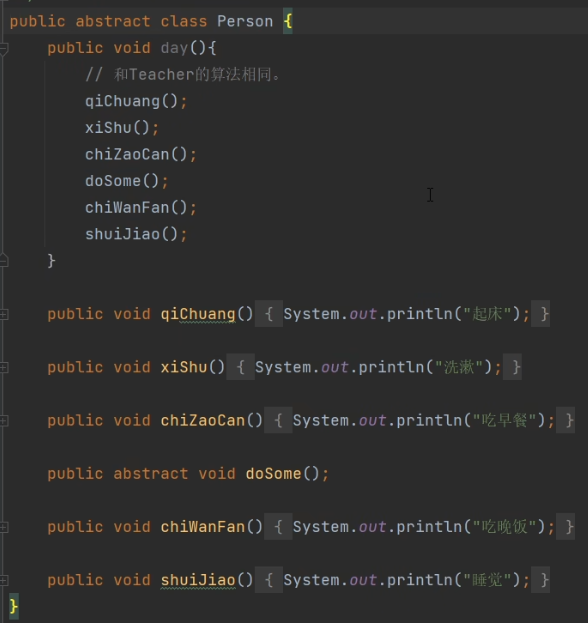 public abstract class Person {
public void day(){
// 和Teacher的算法相同。
qiChuang();
xiShu();
chiZaoCan();
doSome();
chiWanFan();
shuiJiao();
}
public void qiChuang() { System.out.println("起床"); }
public void xiShu() { System.out.println("洗漱"); }
public void chiZaoCan() { System.out.println("吃早餐"); }
public abstract void doSome();
public void chiWanFan() { System.out.println("吃晚饭"); }
public void shuiJiao() { System.out.println("睡觉"); }
}